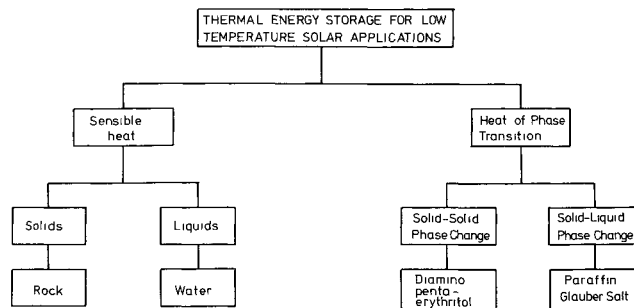 THERMAL ENERGY STORAGE FOR LOW
TEMPERATURE SOLAR APPLICATIONS
Sensible
heat
Heat of Phase
Transition
Solids
Liquids
Solid-Solid
Phase Change
Solid-Liquid
Phase Change
Rock
Water
Diamino
penta-
erythritol
Paraffin
Glauber Salt